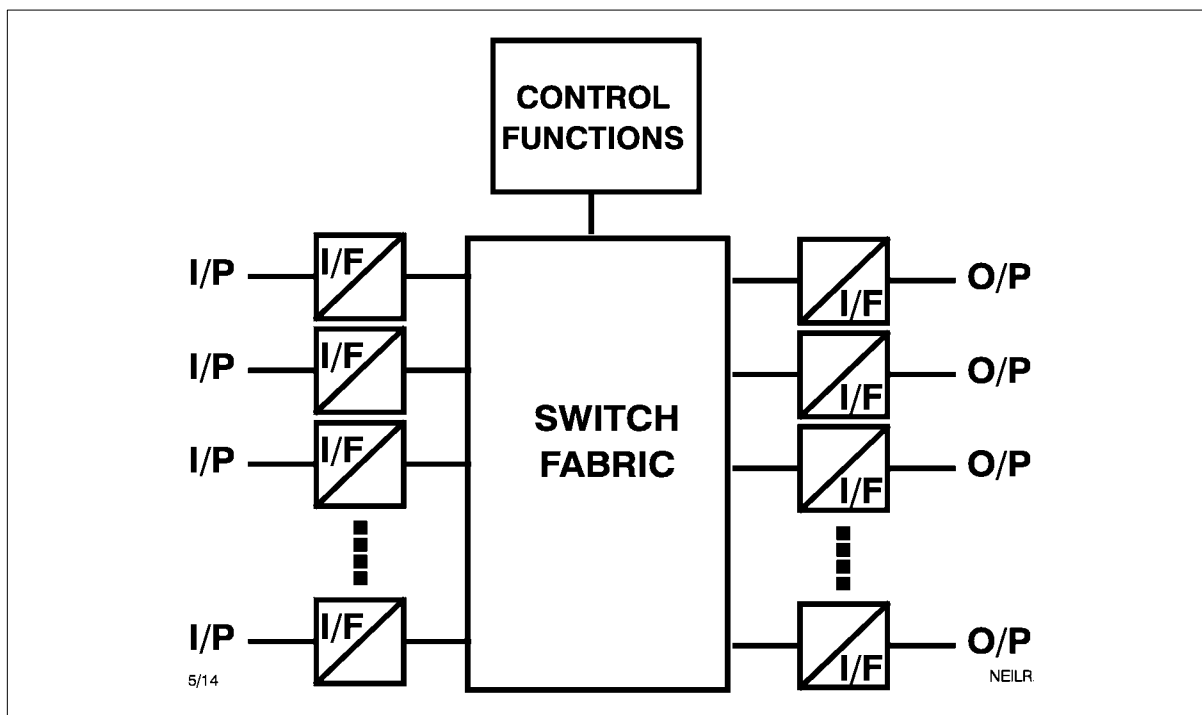 CONTROL
FUNCTIONS
I/P
I/F
I/F
O/P
I/P
I/F
I/F
O/P
I/P
I/F
SWITCH
FABRIC
I/F
O/P
I/P
I/F
I/F
O/P
5/14
NEILR